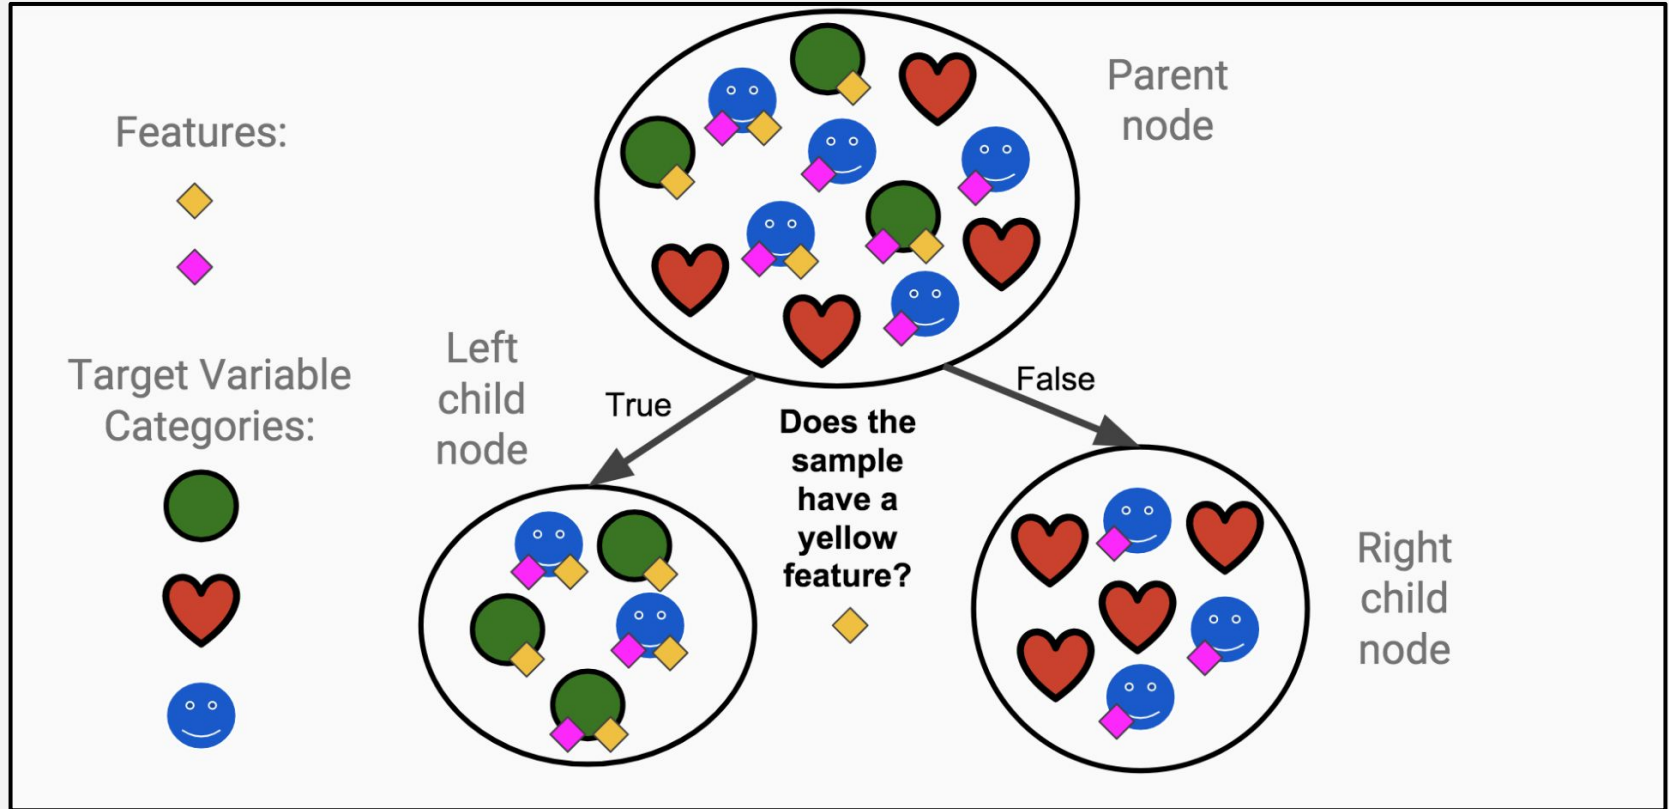 Features:
Target Variable
Categories:
Parent
node
Left
child
node
True
False
Does the
sample
have a
yellow
feature?
Right
child
node